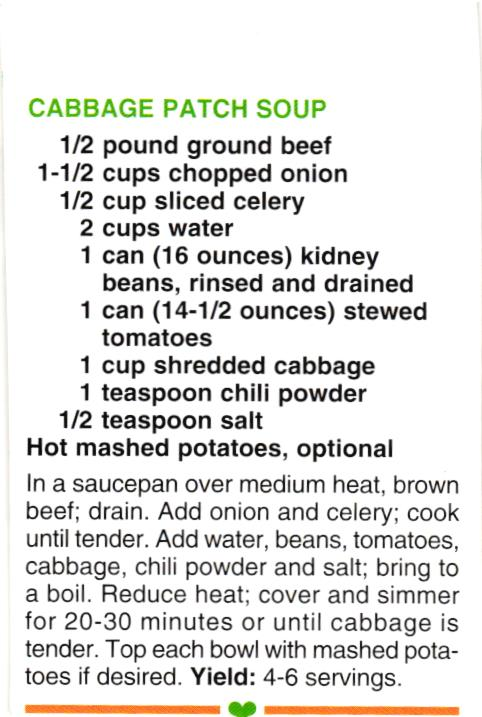 CABBAGE PATCH SOUP
1/2 pound ground beef
1-1/2 cups chopped onion
1/2 cup sliced celery
2 cups water
1 can (16 ounces) kidney
beans, rinsed and drained
1 can (14-1/2 ounces) stewed
tomatoes
1 cup shredded cabbage
1 teaspoon chili powder
1/2 teaspoon salt
Hot mashed potatoes, optional
In a saucepan over medium heat, brown
beef; drain. Add onion and celery; cook
until tender. Add water, beans, tomatoes,
cabbage, chili powder and salt; bring to
a boil. Reduce heat; cover and simmer
for 20-30 minutes or until cabbage is
tender. Top each bowl with mashed pota-
toes if desired. Yield: 4-6 servings.